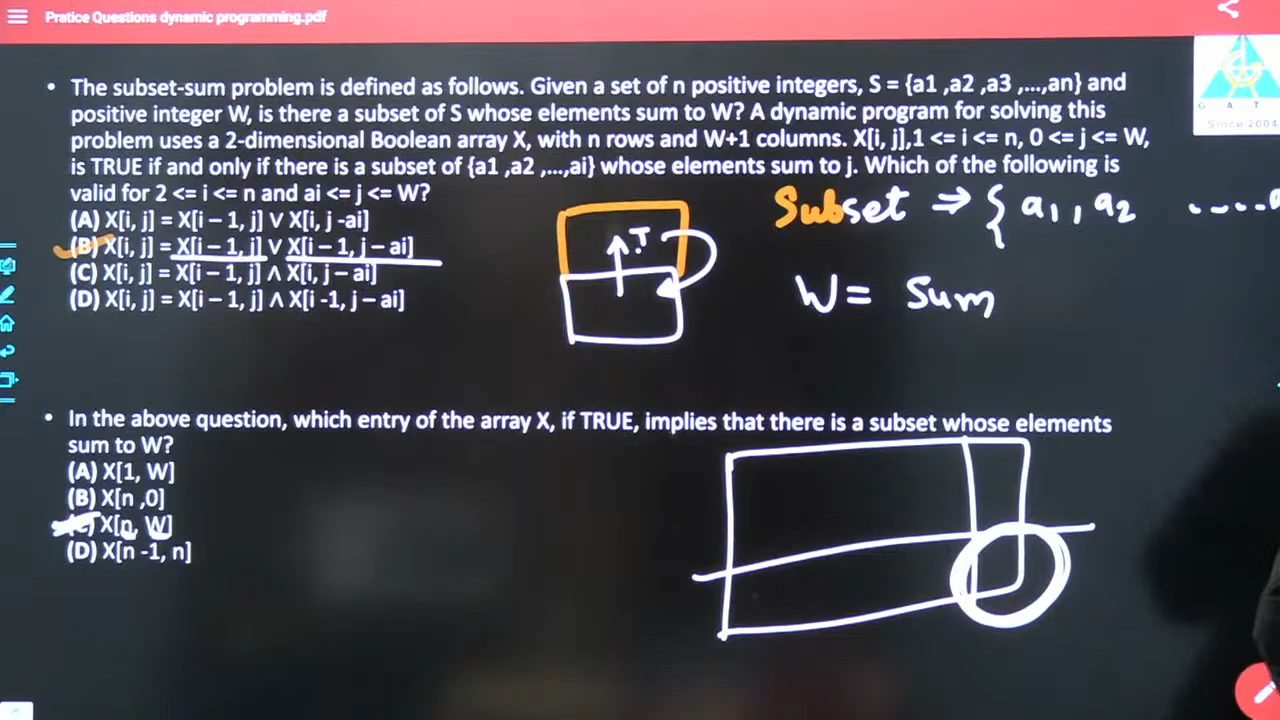 Pratice Questions dynamic programming.pdf
• The subset-sum problem is defined as follows. Given a set of n positive integers, S = {a1 ,a2 ,a3 ,...,an} and
positive integer W, is there a subset of S whose elements sum to W? A dynamic program for solving this
problem uses a 2-dimensional Boolean array X, with n rows and W+1 columns. X[i, j],1 <= i <= n, 0 <= j <= W,
is TRUE if and only if there is a subset of {a1 ,a2 ,...,ai} whose elements sum to j. Which of the following is
valid for 2 <= i <= n and ai <= j <= W?
(A) X[i, j] = X[i – 1, j] V X[i, j -ai]
(B) X[i, j] = X[i – 1, j] V X[i – 1, j – ai]
(C) X[i, j] = X[i – 1, j] Λ X[i, j – ai]
(D) X[i, j] = X[i – 1, j] Λ X[i -1, j – ai]
T
Subset ⇒ { a1, a2 .....a
W = Sum
G A T
Since 2004
• In the above question, which entry of the array X, if TRUE, implies that there is a subset whose elements
sum to W?
(A) X[1, W]
(B) X[n ,0]
(C) X[n, W]
(D) X[n -1, n]